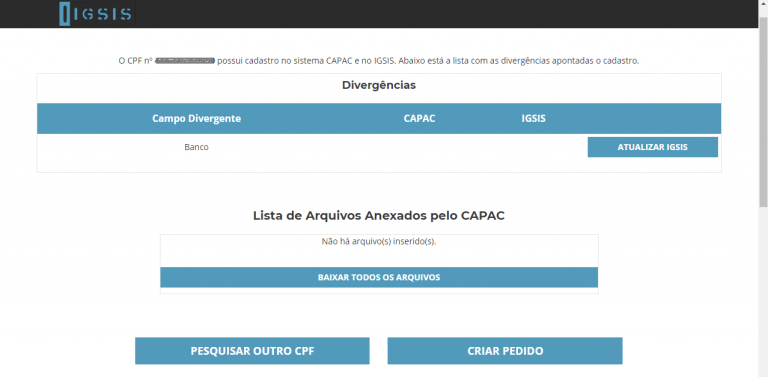 IGSIS
O CPF nº possui cadastro no sistema CAPAC e no IGSIS. Abaixo está a lista com as divergências apontadas o cadastro.
Divergências
Campo Divergente CAPAC IGSIS
Banco ATUALIZAR IGSIS
Lista de Arquivos Anexados pelo CAPAC
Não há arquivo(s) inserido(s).
BAIXAR TODOS OS ARQUIVOS
PESQUISAR OUTRO CPF CRIAR PEDIDO